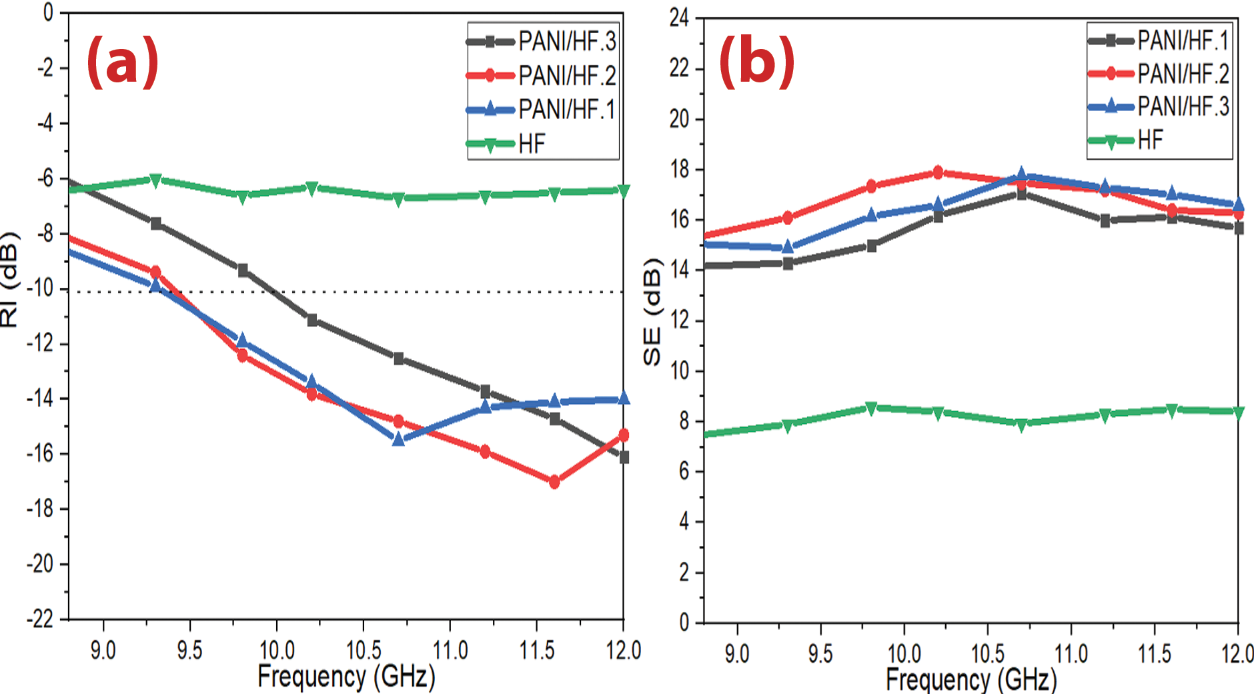 (a)
PANI/HF.3
PANI/HF.2
PANI/HF.1
HF
0
-2
-4
-6
-8
-10
-12
-14
-16
-18
-20
-22
RI (dB)
9.0 9.5 10.0 10.5 11.0 11.5 12.0
Frequency (GHz)
(b)
PANI/HF.1
PANI/HF.2
PANI/HF.3
HF
24
22
20
18
16
14
12
10
8
6
4
2
0
SE (dB)
9.0 9.5 10.0 10.5 11.0 11.5 12.0
Frequency (GHz)